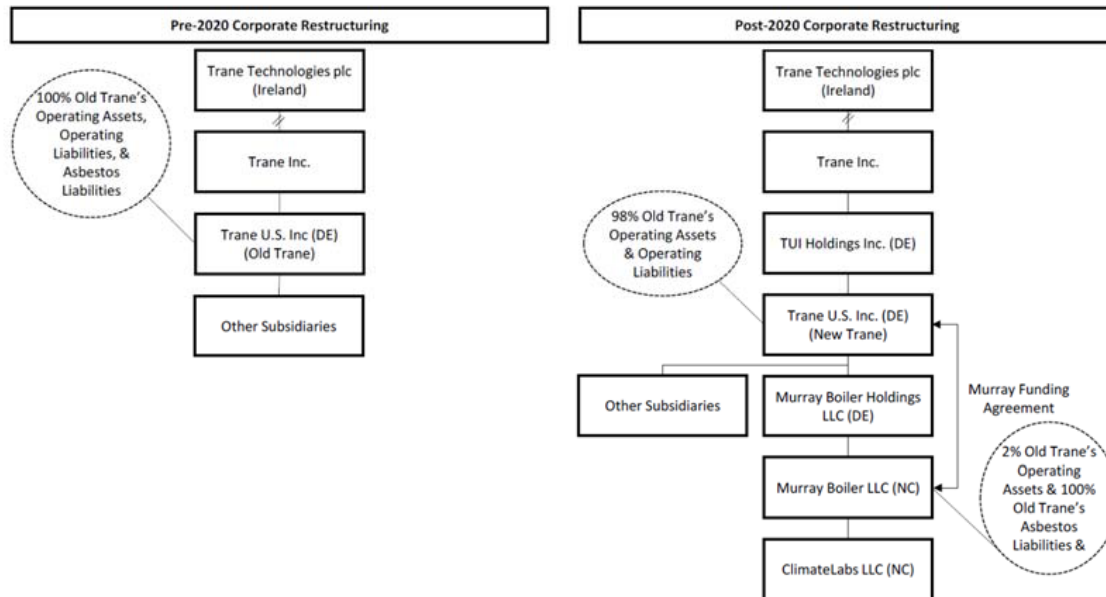 Pre-2020 Corporate Restructuring
Trane Technologies plc
(Ireland)
100% Old Trane's
Operating Assets,
Operating
Liabilities, &
Asbestos
Liabilities
Trane Inc.
Trane U.S. Inc (DE)
(Old Trane)
Other Subsidiaries
Post-2020 Corporate Restructuring
Trane Technologies plc
(Ireland)
Trane Inc.
98% Old Trane's
Operating Assets
& Operating
Liabilities
TUI Holdings Inc. (DE)
Trane U.S. Inc. (DE)
(New Trane)
Other Subsidiaries
Murray Boiler Holdings
LLC (DE)
Murray Funding
Agreement
Murray Boiler LLC (NC)
2% Old Trane's
Operating
Assets & 100%
Old Trane's
Asbestos
Liabilities &
ClimateLabs LLC (NC)